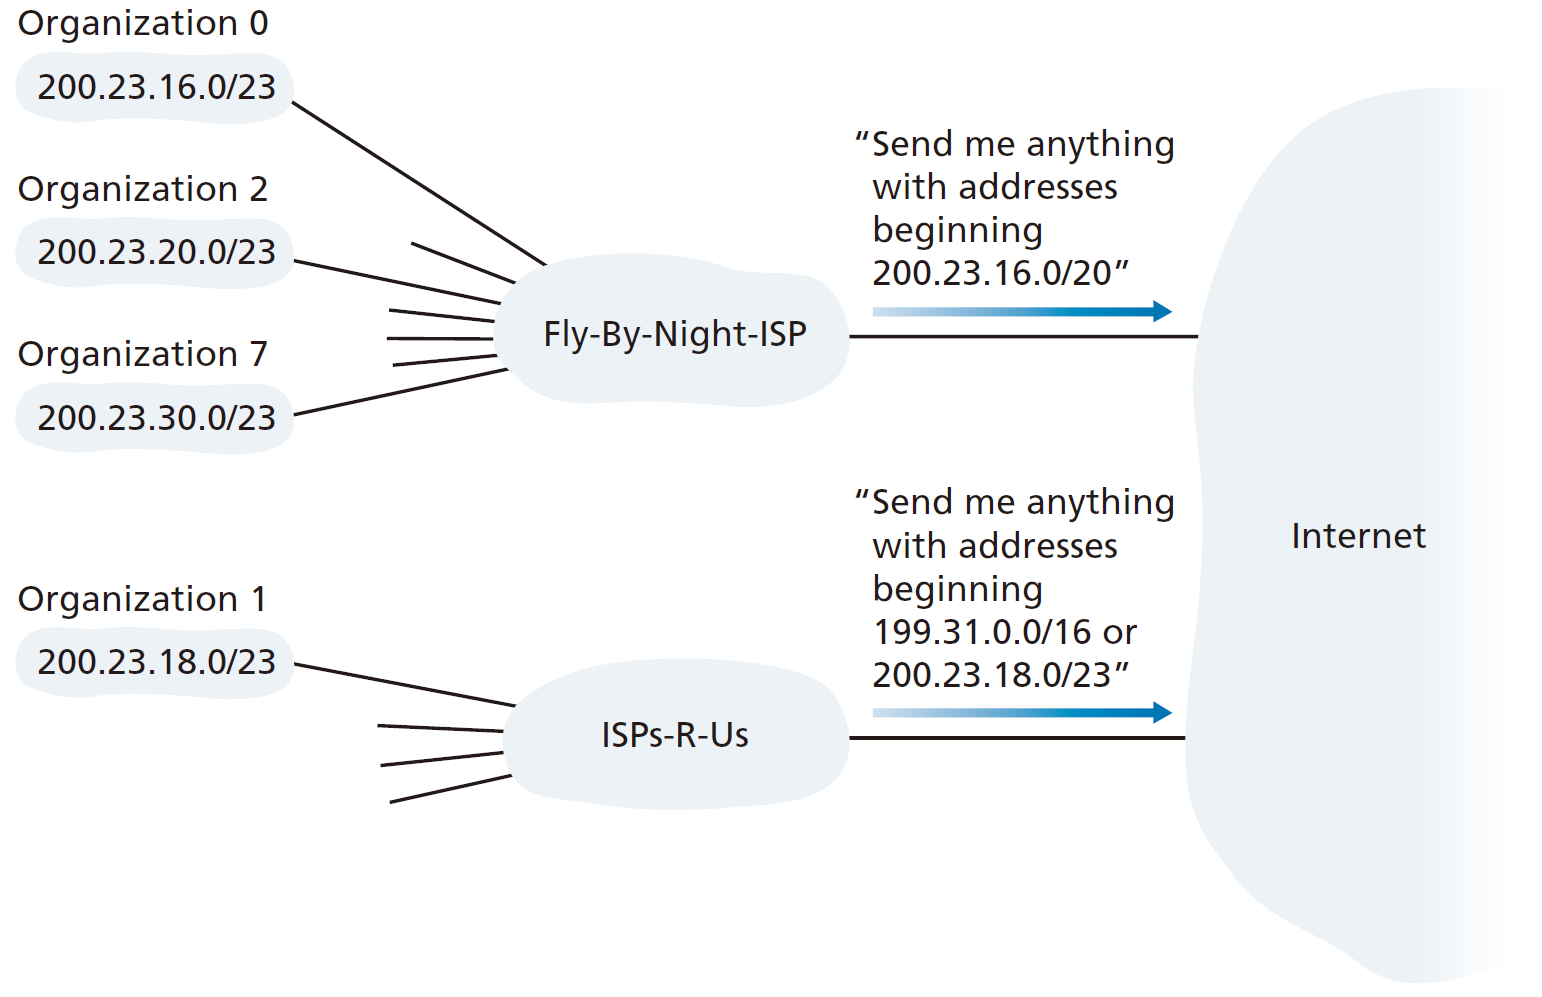 Organization 0
200.23.16.0/23
Organization 2
200.23.20.0/23
Organization 7
200.23.30.0/23
Fly-By-Night-ISP
“Send me anything
with addresses
beginning
200.23.16.0/20”
Organization 1
200.23.18.0/23
ISPs-R-Us
“Send me anything
with addresses
beginning
199.31.0.0/16 or
200.23.18.0/23”
Internet